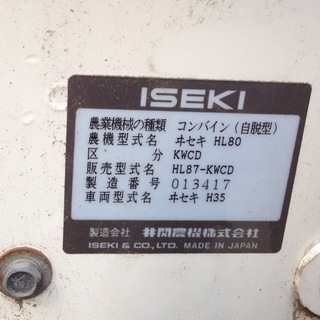 ISEKI
農業機械の種類 コンバイン(自脱型)
農機型式名 ヰセキ HL80
区分 KWCD
販売型式名 HL87-KWCD
製造番号 013417
車両型式名 ヰセキ H35
製造会社 井関農機株式会社
ISEKI & CO., LTD. MADE IN JAPAN